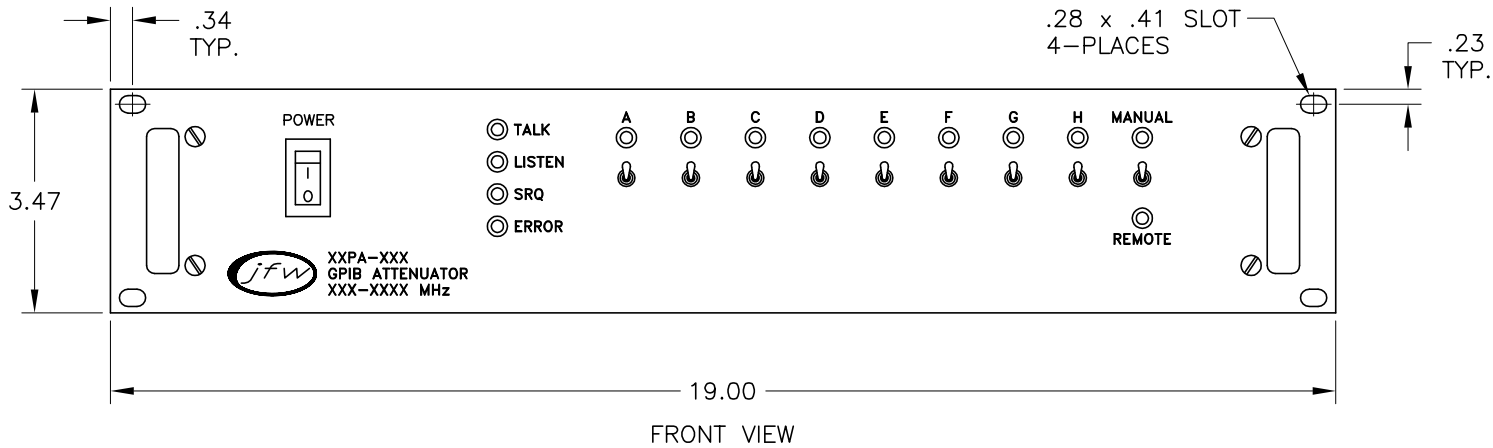 .34
TYP.
.28 x .41 SLOT
4-PLACES
.23
TYP.
3.47
POWER
I
O
TALK
LISTEN
SRQ
ERROR
A B C D E F G H MANUAL
REMOTE
jfw
XXPA-XXX
GPIB ATTENUATOR
XXX-XXXX MHz
19.00
FRONT VIEW